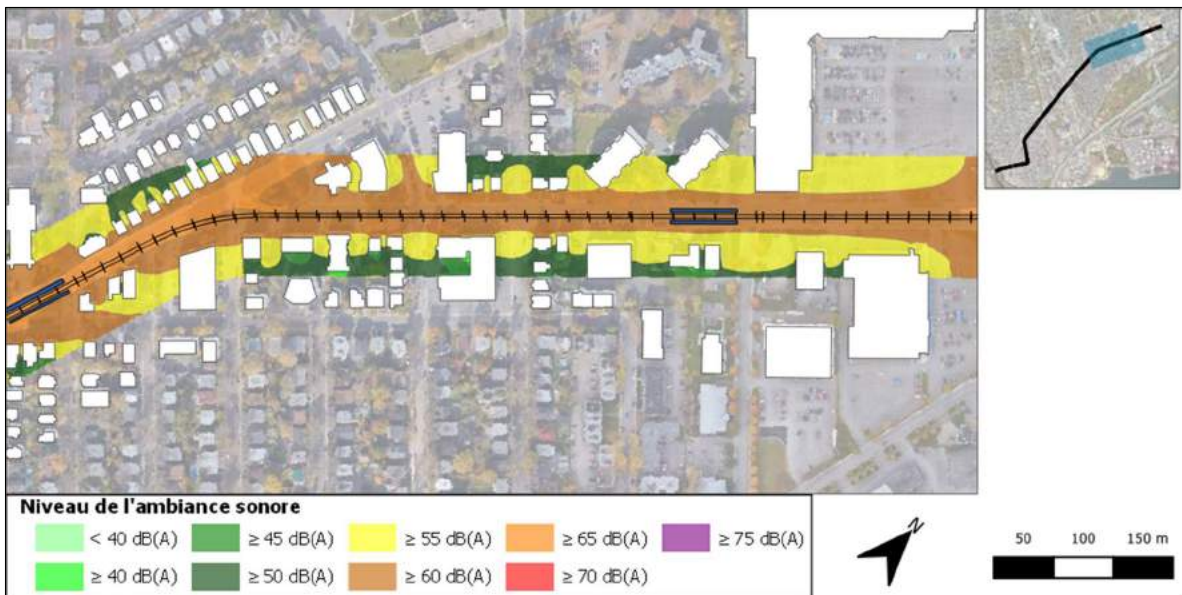 Niveau de l'ambiance sonore
< 40 dB(A) ≥ 45 dB(A) ≥ 55 dB(A) ≥ 65 dB(A) ≥ 75 dB(A)
≥ 40 dB(A) ≥ 50 dB(A) ≥ 60 dB(A) ≥ 70 dB(A)
N
50 100 150 m